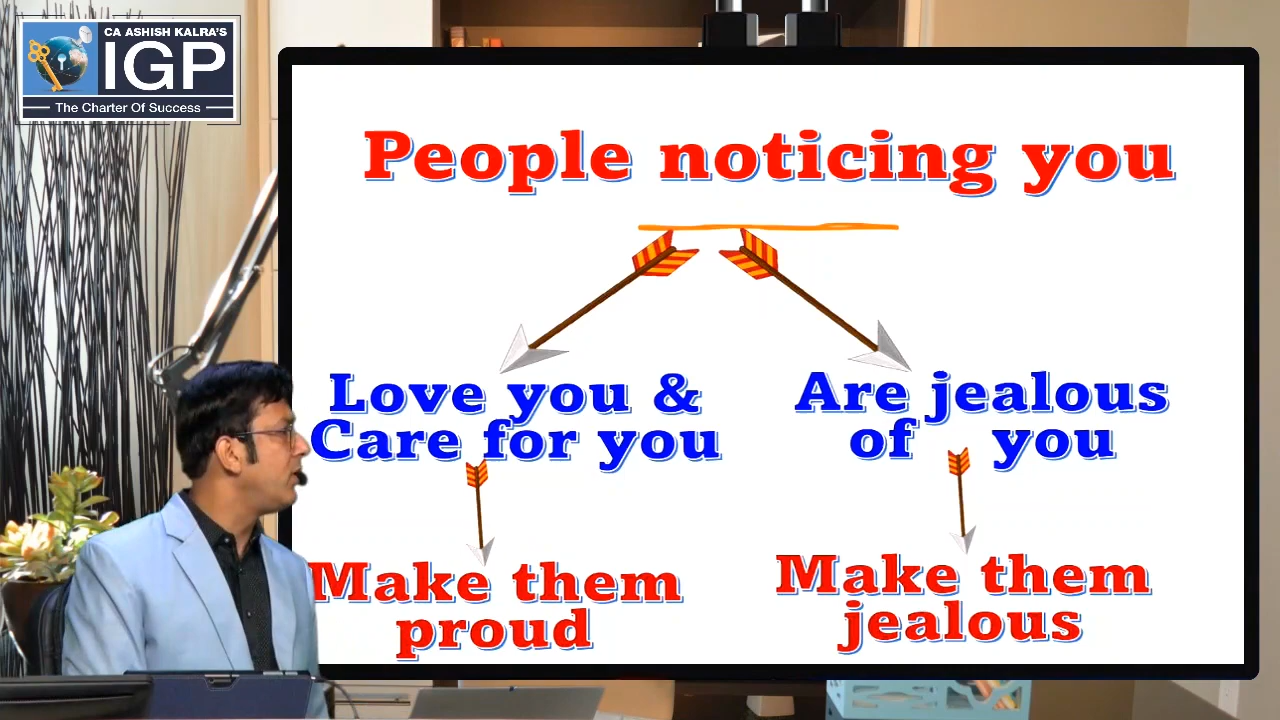 CA ASHISH KALRA'S
IGP
The Charter Of Success
People noticing you
Love you &
Care for you
Are jealous
of you
Make them
proud
Make them
jealous